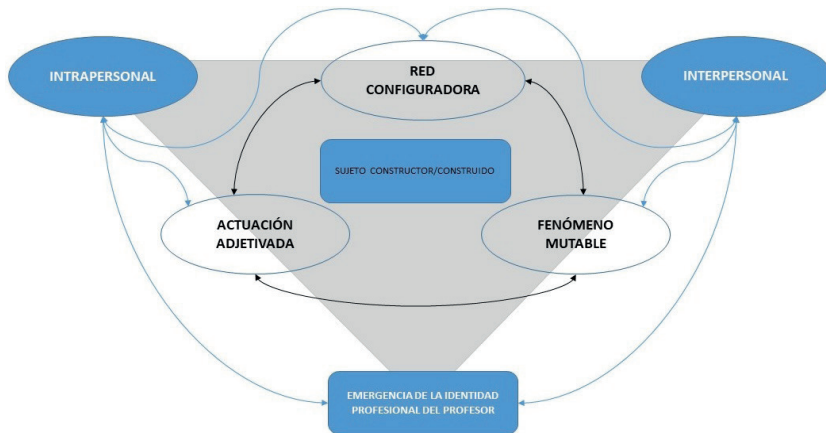 INTRAPERSONAL
RED
CONFIGURADORA
INTERPERSONAL
SUJETO CONSTRUCTOR/CONSTRUIDO
ACTUACIÓN
ADJETIVADA
FENÓMENO
MUTABLE
EMERGENCIA DE LA IDENTIDAD
PROFESIONAL DEL PROFESOR